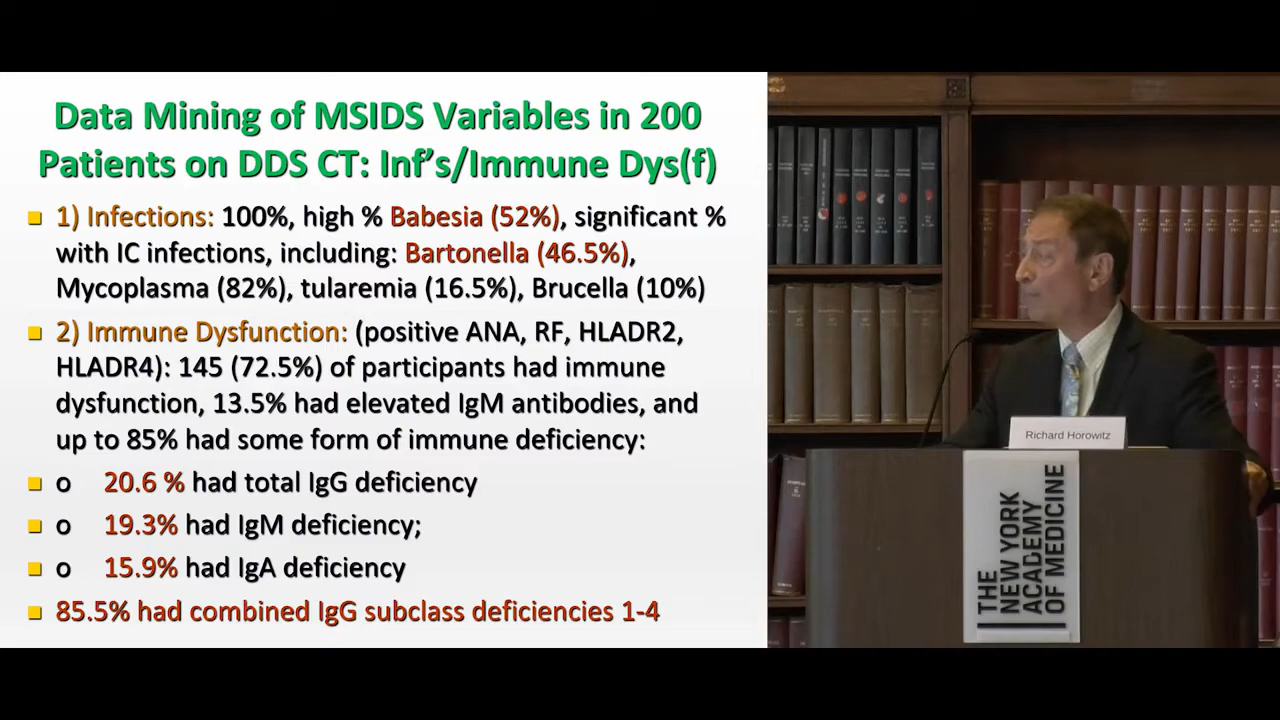 Data Mining of MSIDS Variables in 200
Patients on DDS CT: Inf's/Immune Dys(f)
1) Infections: 100%, high % Babesia (52%), significant %
with IC infections, including: Bartonella (46.5%),
Mycoplasma (82%), tularemia (16.5%), Brucella (10%)
2) Immune Dysfunction: (positive ANA, RF, HLADR2,
HLADR4): 145 (72.5%) of participants had immune
dysfunction, 13.5% had elevated IgM antibodies, and
up to 85% had some form of immune deficiency:
o 20.6 % had total IgG deficiency
o 19.3% had IgM deficiency;
o 15.9% had IgA deficiency
85.5% had combined IgG subclass deficiencies 1-4
Richard Horowitz
THE
NEW YORK
ACADEMY
OF MEDICINE